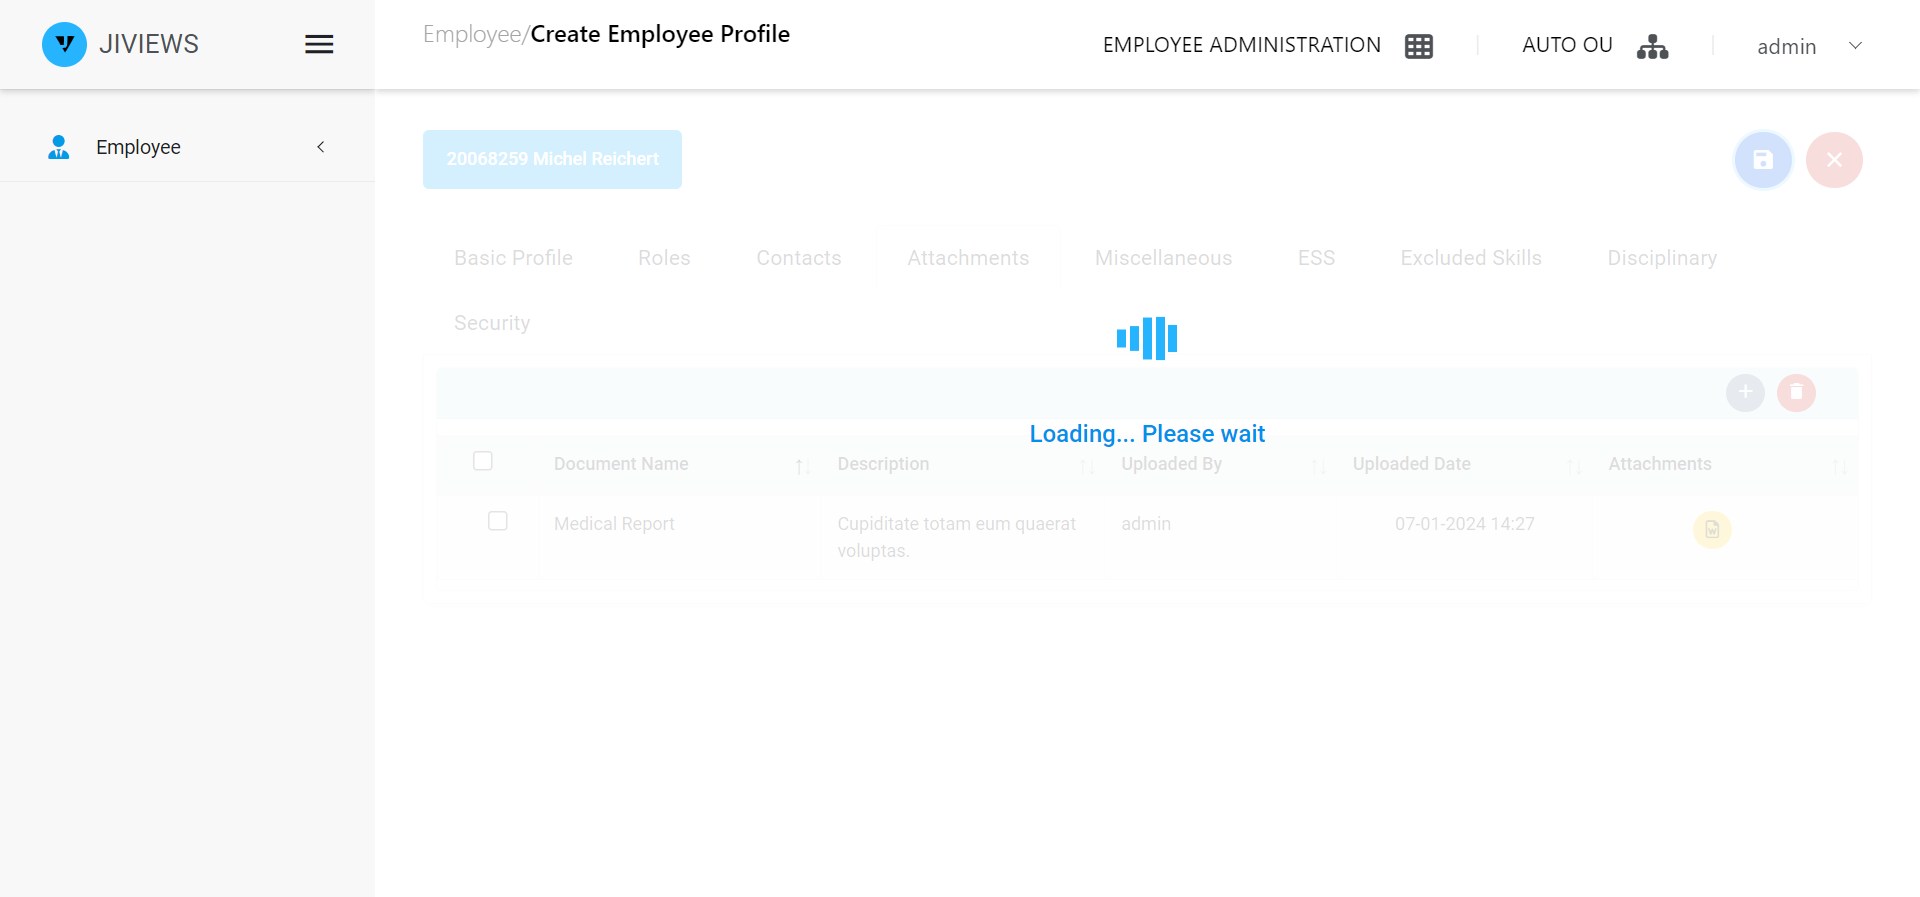 JIVIEWS
Employee/Create Employee Profile
EMPLOYEE ADMINISTRATION
AUTO OU
admin
Employee
20068259 Michel Reichert
Basic Profile Roles Contacts Attachments Miscellaneous ESS Excluded Skills Disciplinary
Security
Loading... Please wait
Document Name Description Uploaded By Uploaded Date Attachments
Medical Report Cupiditate totam eum quaerat admin 07-01-2024 14:27
voluptas.